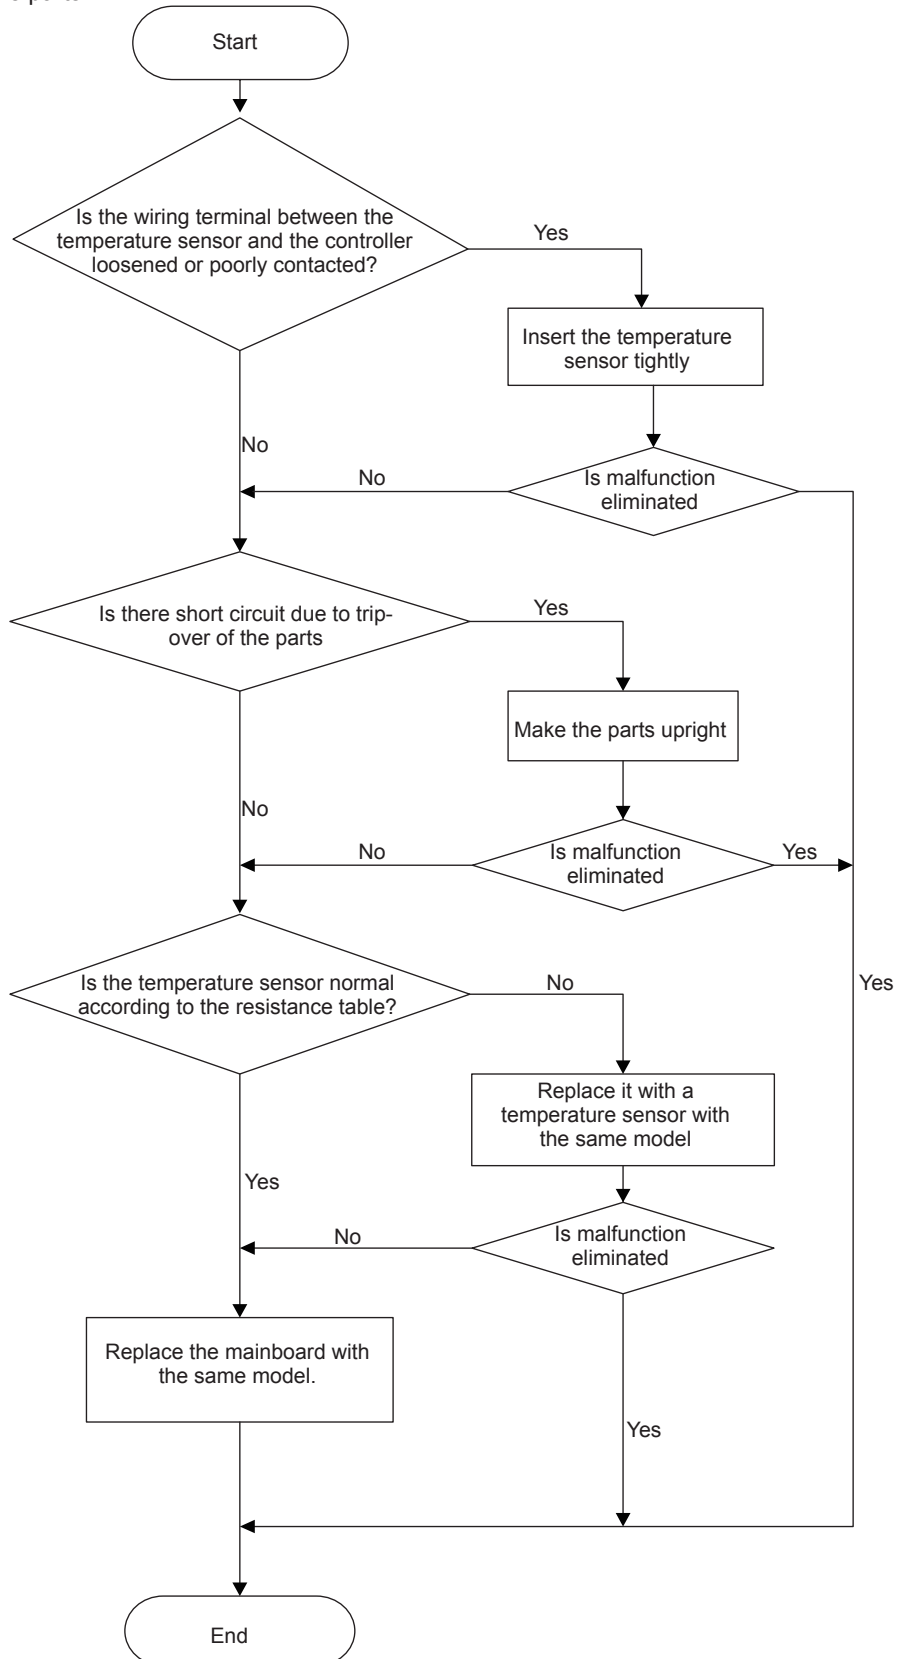 Start
Is the wiring terminal between the
temperature sensor and the controller
loosened or poorly contacted?
Yes
Insert the temperature
sensor tightly
No
No
Is malfunction
eliminated
Is there short circuit due to trip-
over of the parts
Yes
Make the parts upright
No
No
Is malfunction
eliminated
Yes
Is the temperature sensor normal
according to the resistance table?
No
Yes
Replace it with a
temperature sensor with
the same model
Yes
No
Is malfunction
eliminated
Replace the mainboard with
the same model.
Yes
End